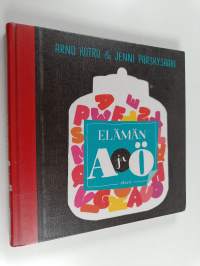 ARNO KOTRO & JENNI PÄÄSKYSAARI
ELÄMÄN
A ja Ö